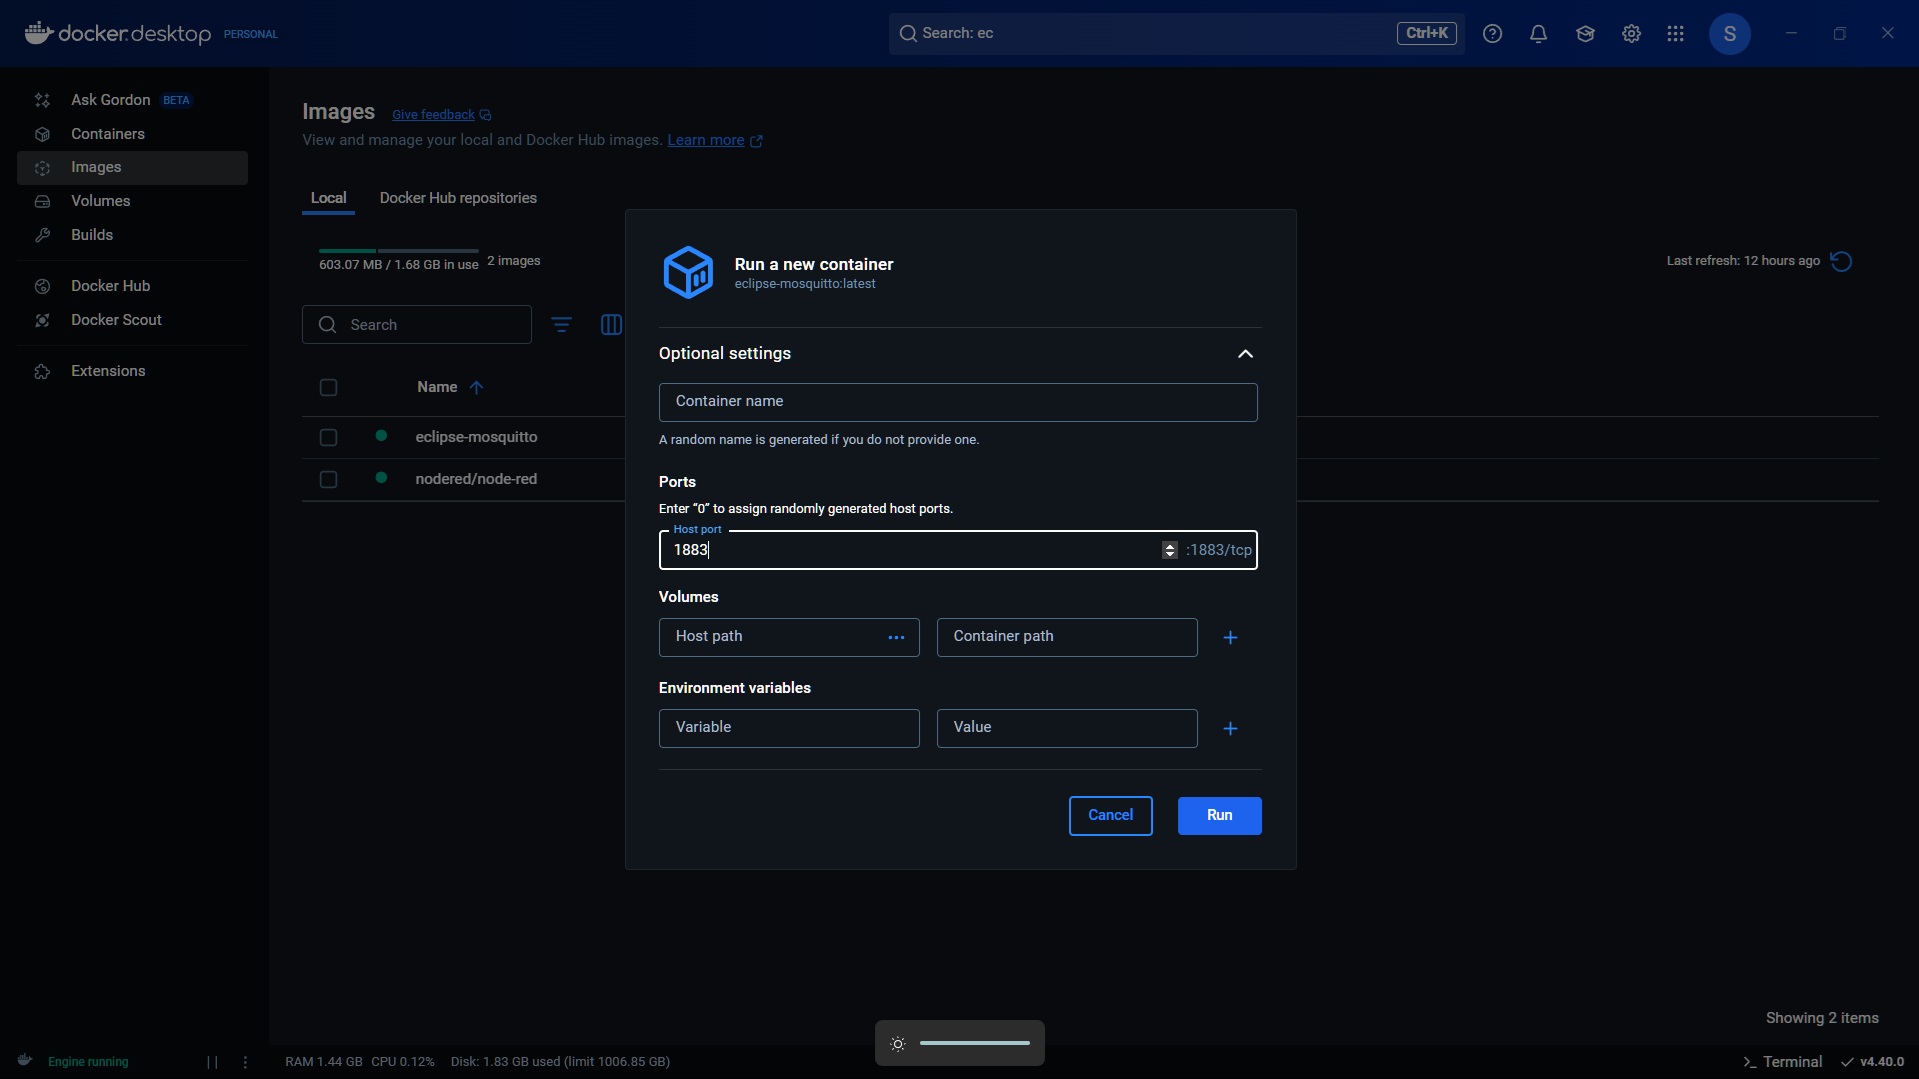 docker.desktop PERSONAL
Search: ec
Ctrl+K
S
Ask Gordon BETA
Containers
Images
Volumes
Builds
Docker Hub
Docker Scout
Extensions
Images Give feedback
View and manage your local and Docker Hub images. Learn more
Local Docker Hub repositories
603.07 MB / 1.68 GB in use 2 images
Last refresh: 12 hours ago
Search
Name
eclipse-mosquitto
nodered/node-red
Run a new container
eclipse-mosquitto:latest
Optional settings
Container name
A random name is generated if you do not provide one.
Ports
Enter “0” to assign randomly generated host ports.
Host port
1883 :1883/tcp
Volumes
Host path ... Container path +
Environment variables
Variable Value +
Cancel Run
Showing 2 items
Engine running
RAM 1.44 GB CPU 0.12% Disk: 1.83 GB used (limit 1006.85 GB)
>_ Terminal v4.40.0